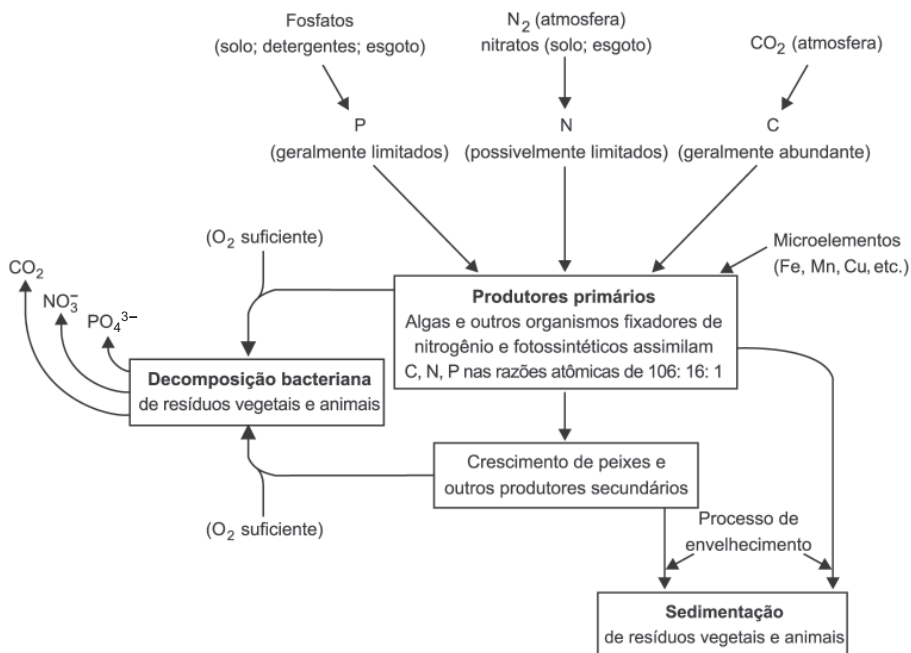 Fosfatos
(solo; detergentes; esgoto)
N₂ (atmosfera)
nitratos (solo; esgoto)
CO₂ (atmosfera)
P
(geralmente limitados)
N
(possivelmente limitados)
C
(geralmente abundante)
(O₂ suficiente)
Microelementos
(Fe, Mn, Cu, etc.)
CO₂
NO₃⁻
PO₄³⁻
Produtores primários
Algas e outros organismos fixadores de
nitrogênio e fotossintéticos assimilam
C, N, P nas razões atômicas de 106: 16: 1
Decomposição bacteriana
de resíduos vegetais e animais
Crescimento de peixes e
outros produtores secundários
(O₂ suficiente)
Processo de
envelhecimento
Sedimentação
de resíduos vegetais e animais